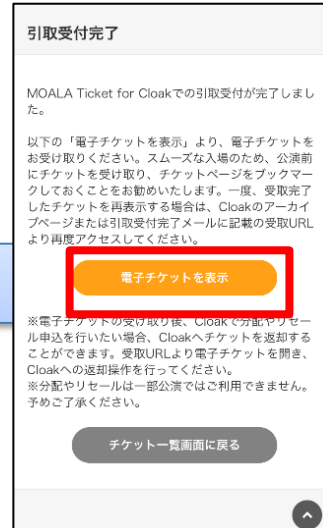 引取受付完了
MOALA Ticket for Cloakでの引取受付が完了しまし
た。
以下の「電子チケットを表示」より、電子チケットを
お受け取りください。スムーズな入場のため、公演前
にチケットを受け取り、チケットページをブックマー
クしておくことをお勧めいたします。一度、受取完了
したチケットを再表示する場合は、Cloakのアーカイ
ブページまたは引取受付完了メールに記載の受取URL
より再度アクセスしてください。
電子チケットを表示
※電子チケットの受け取り後、Cloakで分配やリセー
ル申込を行いたい場合、Cloakへチケットを返却する
ことができます。受取URLより電子チケットを開き、
Cloakへの返却操作を行ってください。
※分配やリセールは一部公演ではご利用できません。
予めご了承ください。
チケット一覧画面に戻る